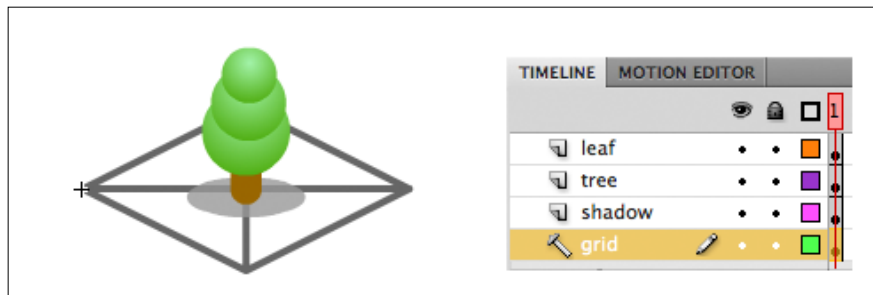 TIMELINE MOTION EDITOR
1
leaf
tree
shadow
grid